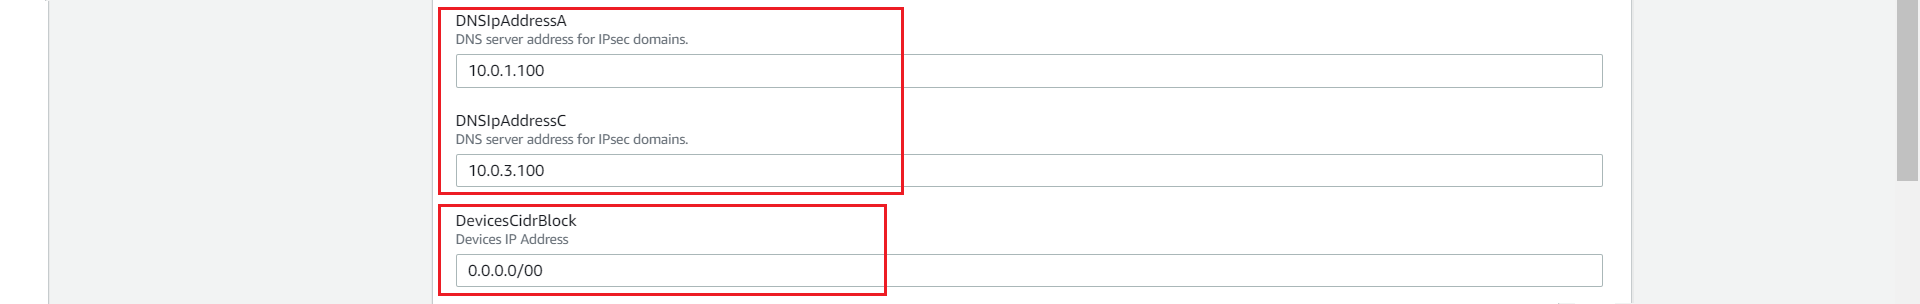 DNSIpAddressA
DNS server address for IPsec domains.
10.0.1.100
DNSIpAddressC
DNS server address for IPsec domains.
10.0.3.100
DevicesCidrBlock
Devices IP Address
0.0.0.0/00